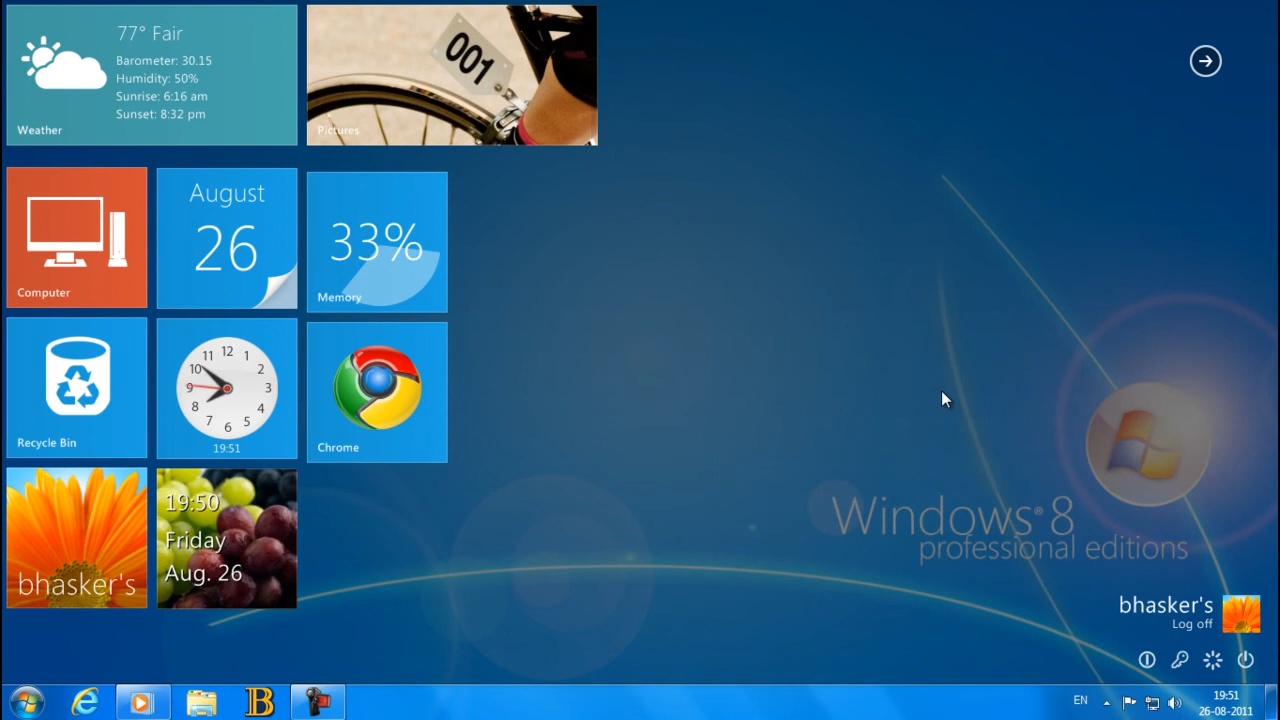 77° Fair
Barometer: 30.15
Humidity: 50%
Sunrise: 6:16 am
Sunset: 8:32 pm
Weather
001
Pictures
Computer
August
26
33%
Memory
Recycle Bin
12
11 1
10 2
9 3
8 4
7 5
6
19:51
Chrome
bhasker's
19:50
Friday
Aug. 26
Windows® 8
professional editions
bhasker's
Log off
B
EN
19:51
26-08-2011